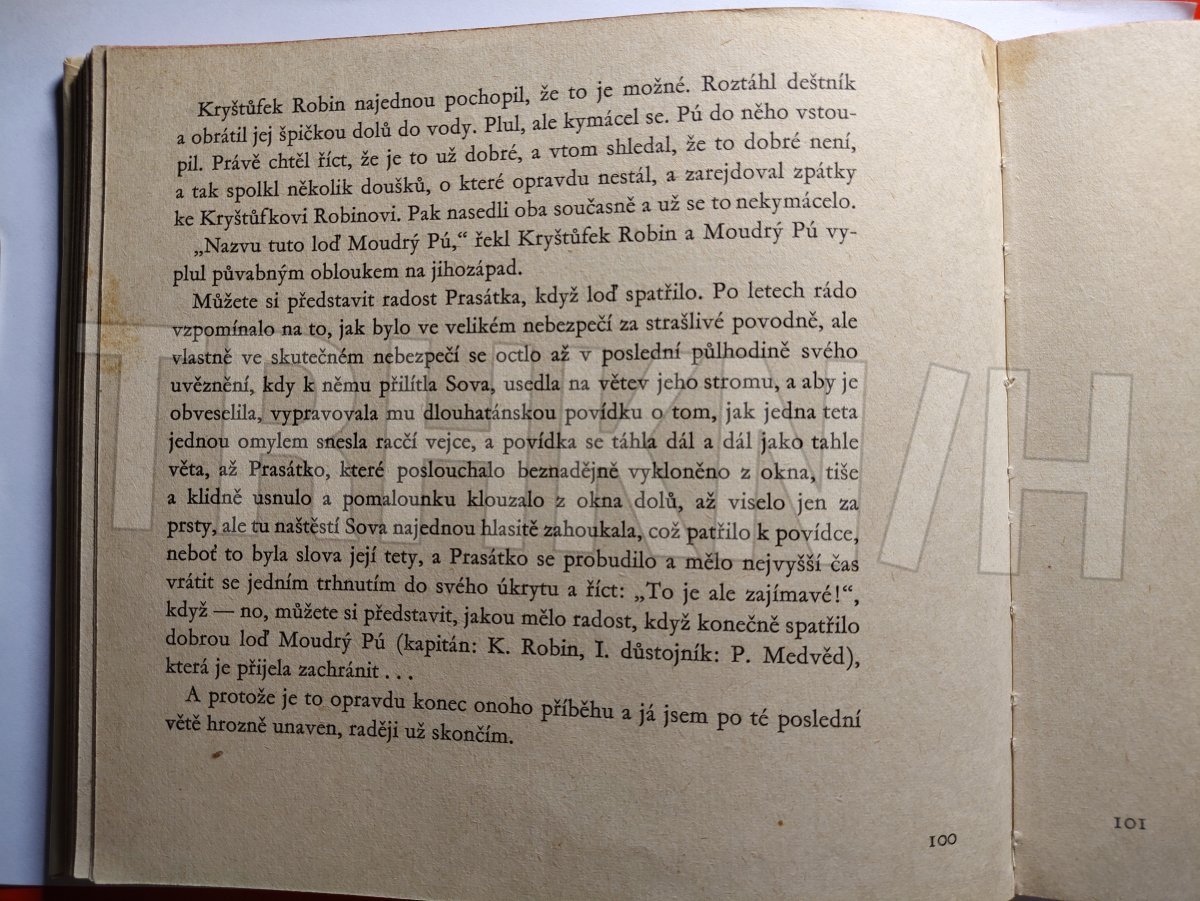 Kryštůfek Robin najednou pochopil, že to je možné. Roztáhl deštník
a obrátil jej špičkou dolů do vody. Plul, ale kymácel se. Pú do něho vstou-
pil. Právě chtěl říct, že je to už dobré, a vtom shledal, že to dobré není,
a tak spolkl několik doušků, o které opravdu nestál, a zarejdoval zpátky
ke Kryštůfkovi Robinovi. Pak nasedli oba současně a už se to nekymácelo.
„Nazvu tuto loď Moudrý Pú,“ řekl Kryštůfek Robin a Moudrý Pú vy-
plul půvabným obloukem na jihozápad.
Můžete si představit radost Prasátka, když loď spatřilo. Po letech rádo
vzpomínalo na to, jak bylo ve velikém nebezpečí za strašlivé povodně, ale
vlastně ve skutečném nebezpečí se octlo až v poslední půlhodině svého
uvěznění, kdy k němu přilítla Sova, usedla na větev jeho stromu, a aby je
obveselila, vypravovala mu dlouhatánskou povídku o tom, jak jedna teta
jednou omylem snesla racčí vejce, a povídka se táhla dál a dál jako tahle
věta, až Prasátko, které poslouchalo beznadějně vykloněno z okna, tiše
a klidně usnulo a pomalounku klouzalo z okna dolů, až viselo jen za
prsty, ale tu naštěstí Sova najednou hlasitě zahoukala, což patřilo k povídce,
neboť to byla slova její tety, a Prasátko se probudilo a mělo nejvyšší čas
vrátit se jedním trhnutím do svého úkrytu a říct: „To je ale zajímavé!“,
když — no, můžete si představit, jakou mělo radost, když konečně spatřilo
dobrou loď Moudrý Pú (kapitán: K. Robin, I. důstojník: P. Medvěd),
která je přijela zachránit . . .
A protože je to opravdu konec onoho příběhu a já jsem po té poslední
větě hrozně unaven, raději už skončím.
100
101
TRHKN/H